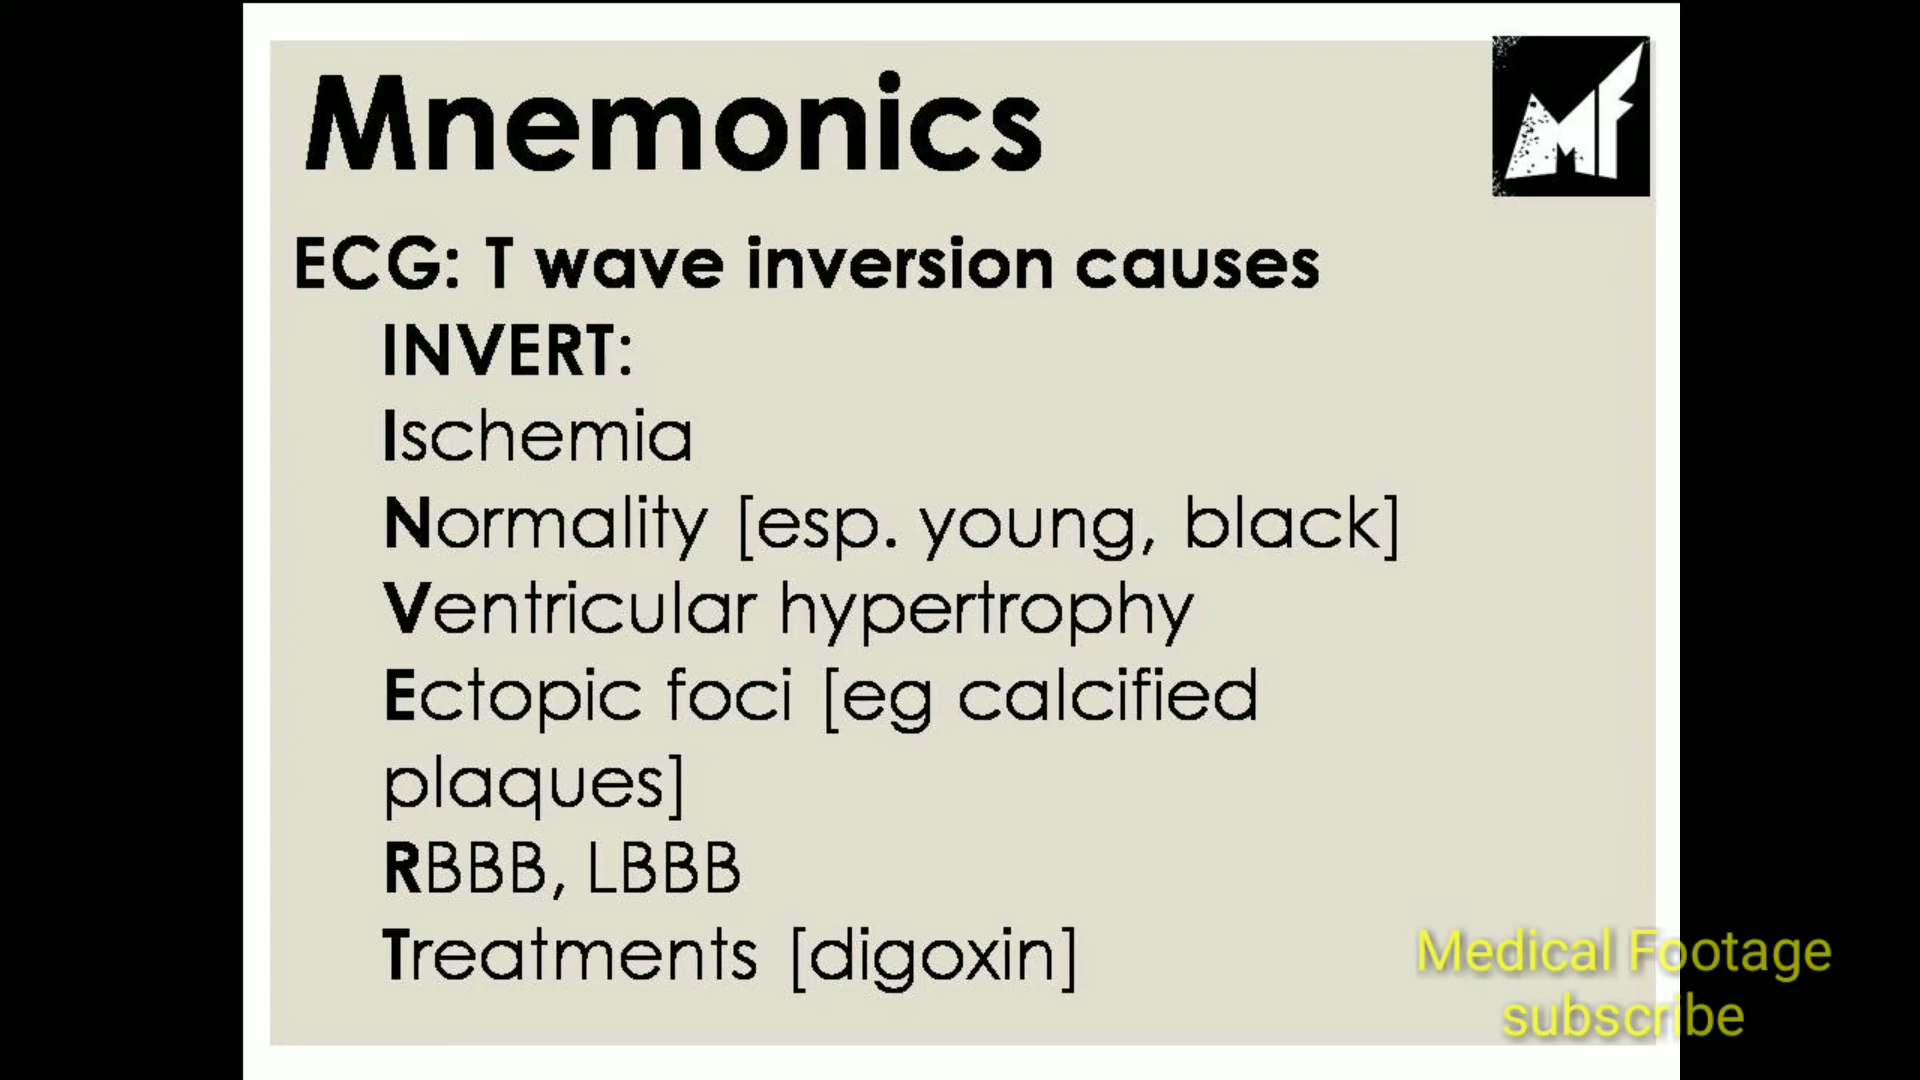 Mnemonics
MF
ECG: T wave inversion causes
INVERT:
Ischemia
Normality [esp. young, black]
Ventricular hypertrophy
Ectopic foci [eg calcified
plaques]
RBBB, LBBB
Treatments [digoxin]
Medical Footage
subscribe